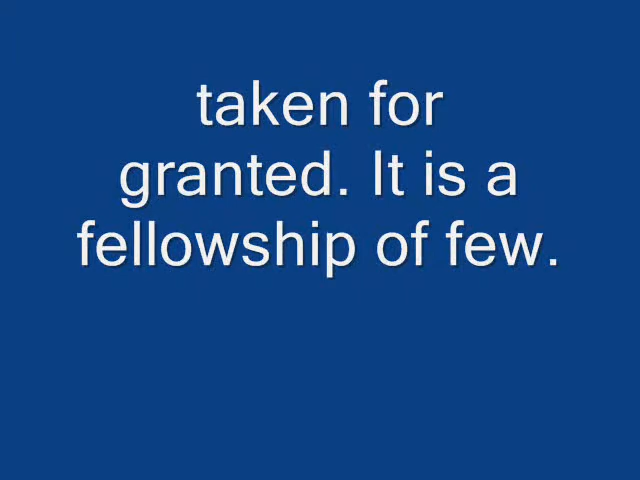 taken for
granted. It is a
fellowship of few.